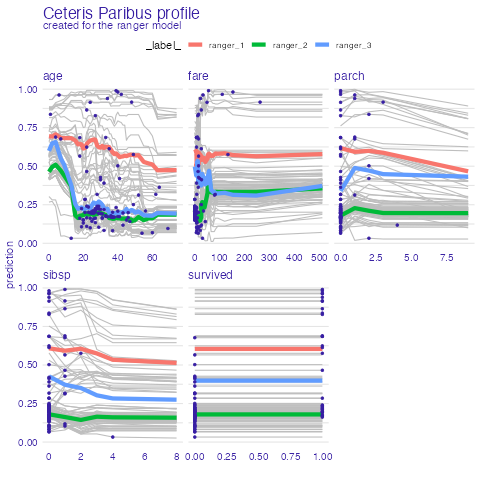 Ceteris Paribus profile
created for the ranger model
_label_ ranger_1 ranger_2 ranger_3
age fare parch
1.00
0.75
0.50
0.25
0.00
0 20 40 60 0 100 200 300 400 500 0.0 2.5 5.0 7.5
prediction
sibsp survived
1.00
0.75
0.50
0.25
0.00
0 2 4 6 8 0.00 0.25 0.50 0.75 1.00